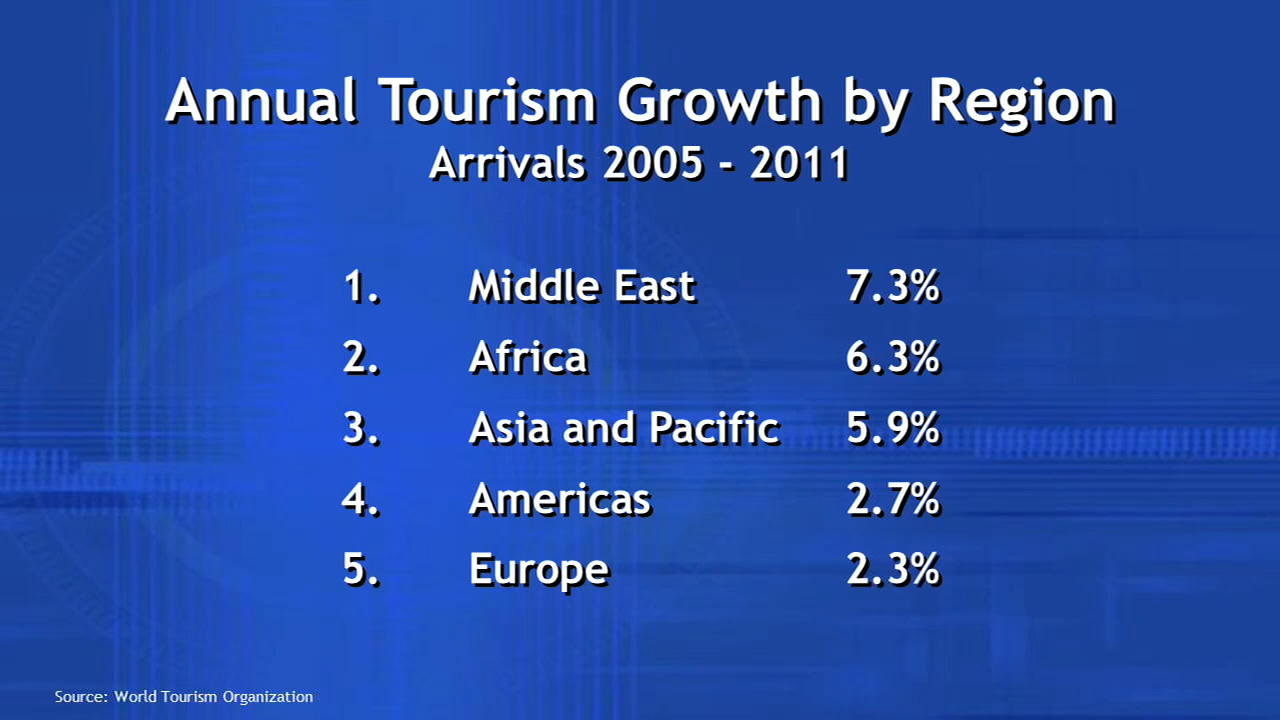 Annual Tourism Growth by Region
Arrivals 2005 - 2011
1. Middle East 7.3%
2. Africa 6.3%
3. Asia and Pacific 5.9%
4. Americas 2.7%
5. Europe 2.3%
Source: World Tourism Organization